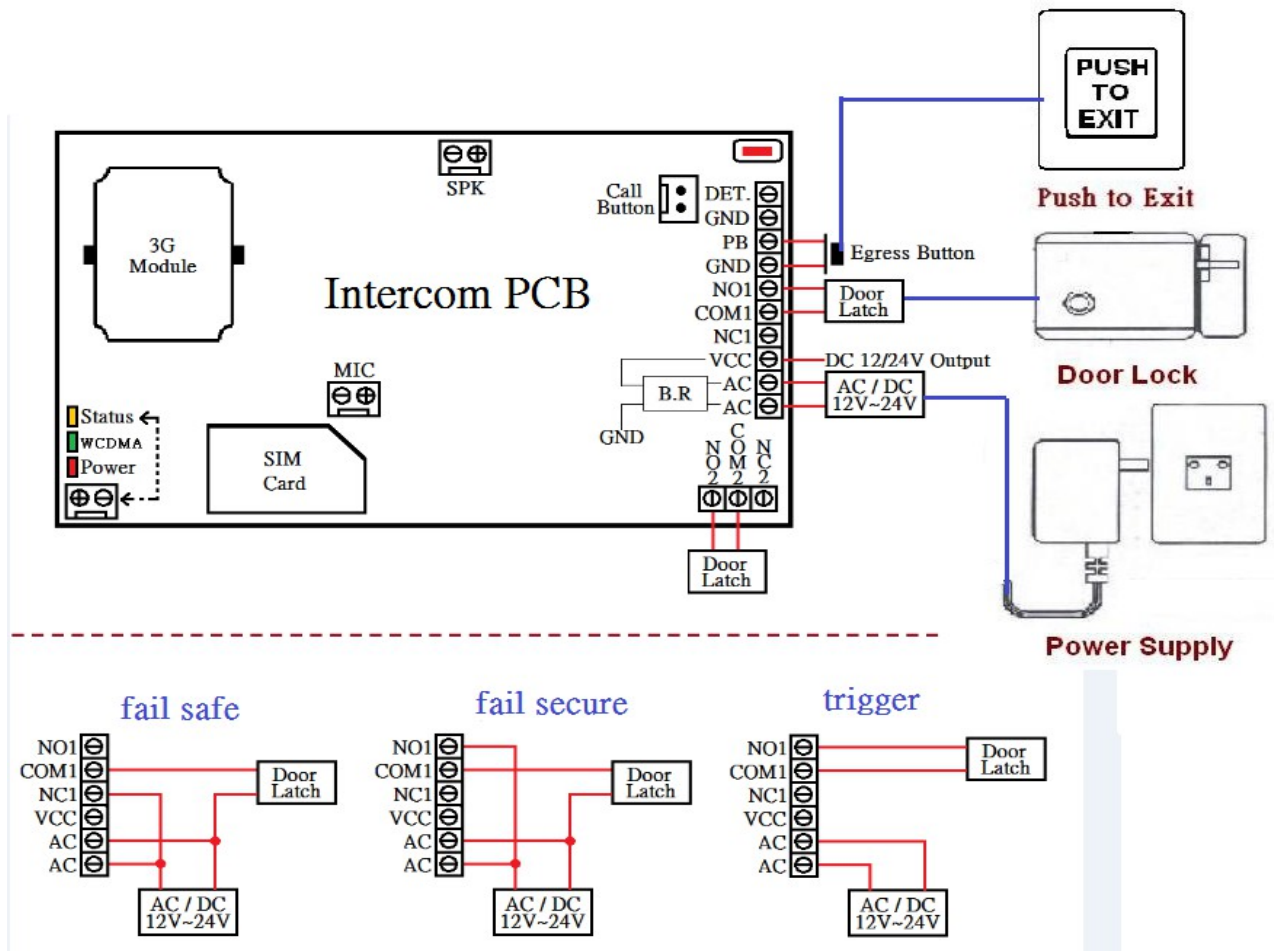 PUSH
TO
EXIT
Push to Exit
SPK
Call
Button
DET.
GND
PB
GND
NO1
COM1
NC1
VCC
AC
AC
3G
Module
Intercom PCB
Egress Button
Door
Latch
DC 12/24V Output
AC / DC
12V~24V
Door Lock
MIC
B.R
GND
Status
WCDMA
Power
SIM
Card
NO2
COM2
NC2
Door
Latch
Power Supply
fail safe
NO1
COM1
NC1
VCC
AC
AC
Door
Latch
AC / DC
12V~24V
fail secure
NO1
COM1
NC1
VCC
AC
AC
Door
Latch
AC / DC
12V~24V
trigger
NO1
COM1
NC1
VCC
AC
AC
Door
Latch
AC / DC
12V~24V